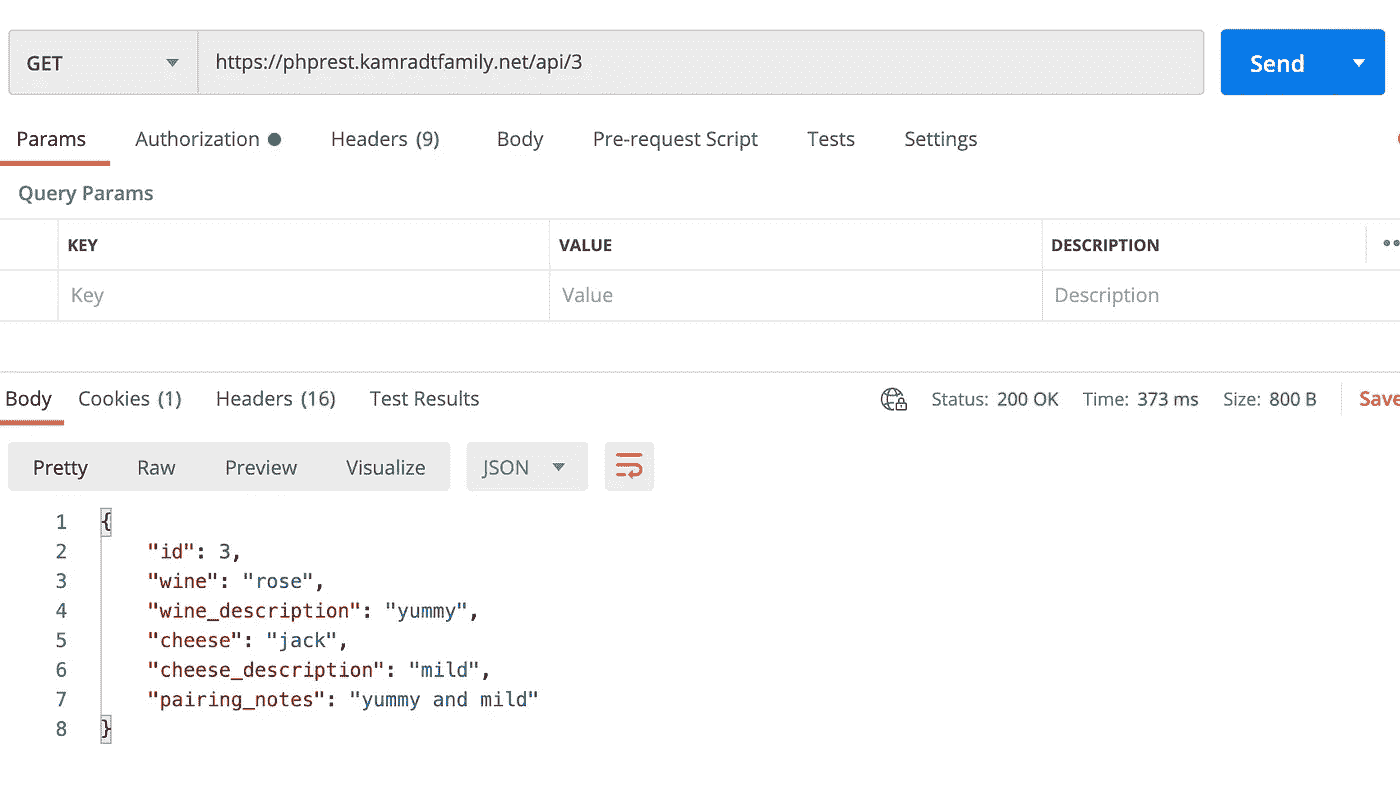 GET https://phprest.kamradtfamily.net/api/3 Send
Params Authorization Headers (9) Body Pre-request Script Tests Settings
Query Params
KEY VALUE DESCRIPTION
Key Value Description
Body Cookies (1) Headers (16) Test Results Status: 200 OK Time: 373 ms Size: 800 B Save
Pretty Raw Preview Visualize JSON
1 {
2 "id": 3,
3 "wine": "rose",
4 "wine_description": "yummy",
5 "cheese": "jack",
6 "cheese_description": "mild",
7 "pairing_notes": "yummy and mild"
8 }